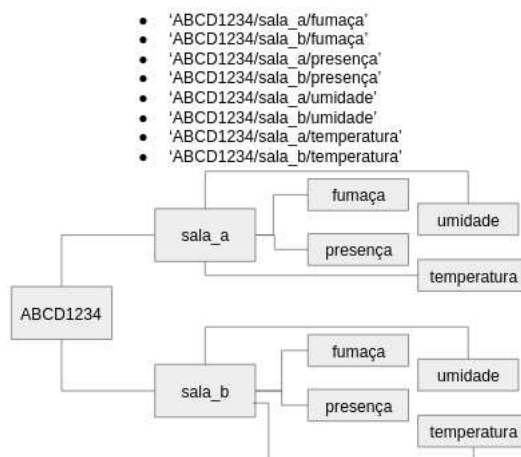 ● ‘ABCD1234/sala_a/fumaça’
● ‘ABCD1234/sala_b/fumaça’
● ‘ABCD1234/sala_a/presença’
● ‘ABCD1234/sala_b/presença’
● ‘ABCD1234/sala_a/umidade’
● ‘ABCD1234/sala_b/umidade’
● ‘ABCD1234/sala_a/temperatura’
● ‘ABCD1234/sala_b/temperatura’
fumaça
umidade
sala_a
presença
temperatura
ABCD1234
fumaça
umidade
sala_b
presença
temperatura